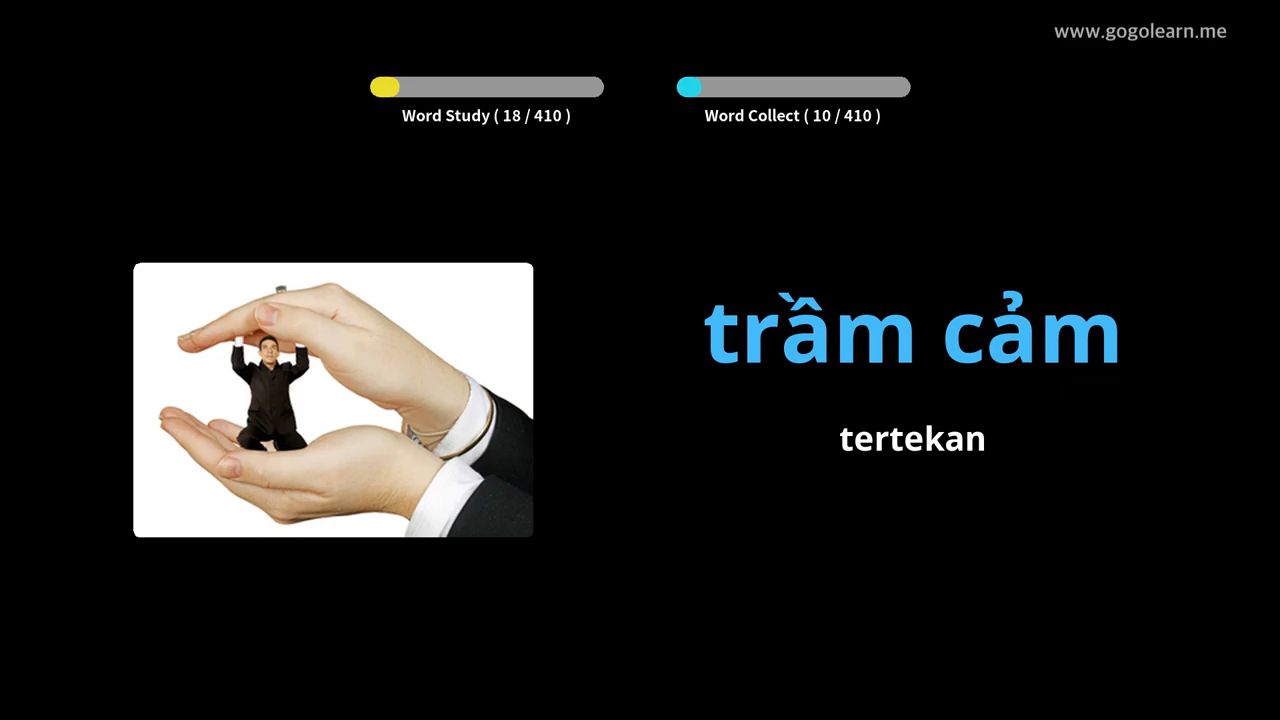 www.gogolearn.me
Word Study ( 18 / 410 )
Word Collect ( 10 / 410 )
trầm cảm
tertekan